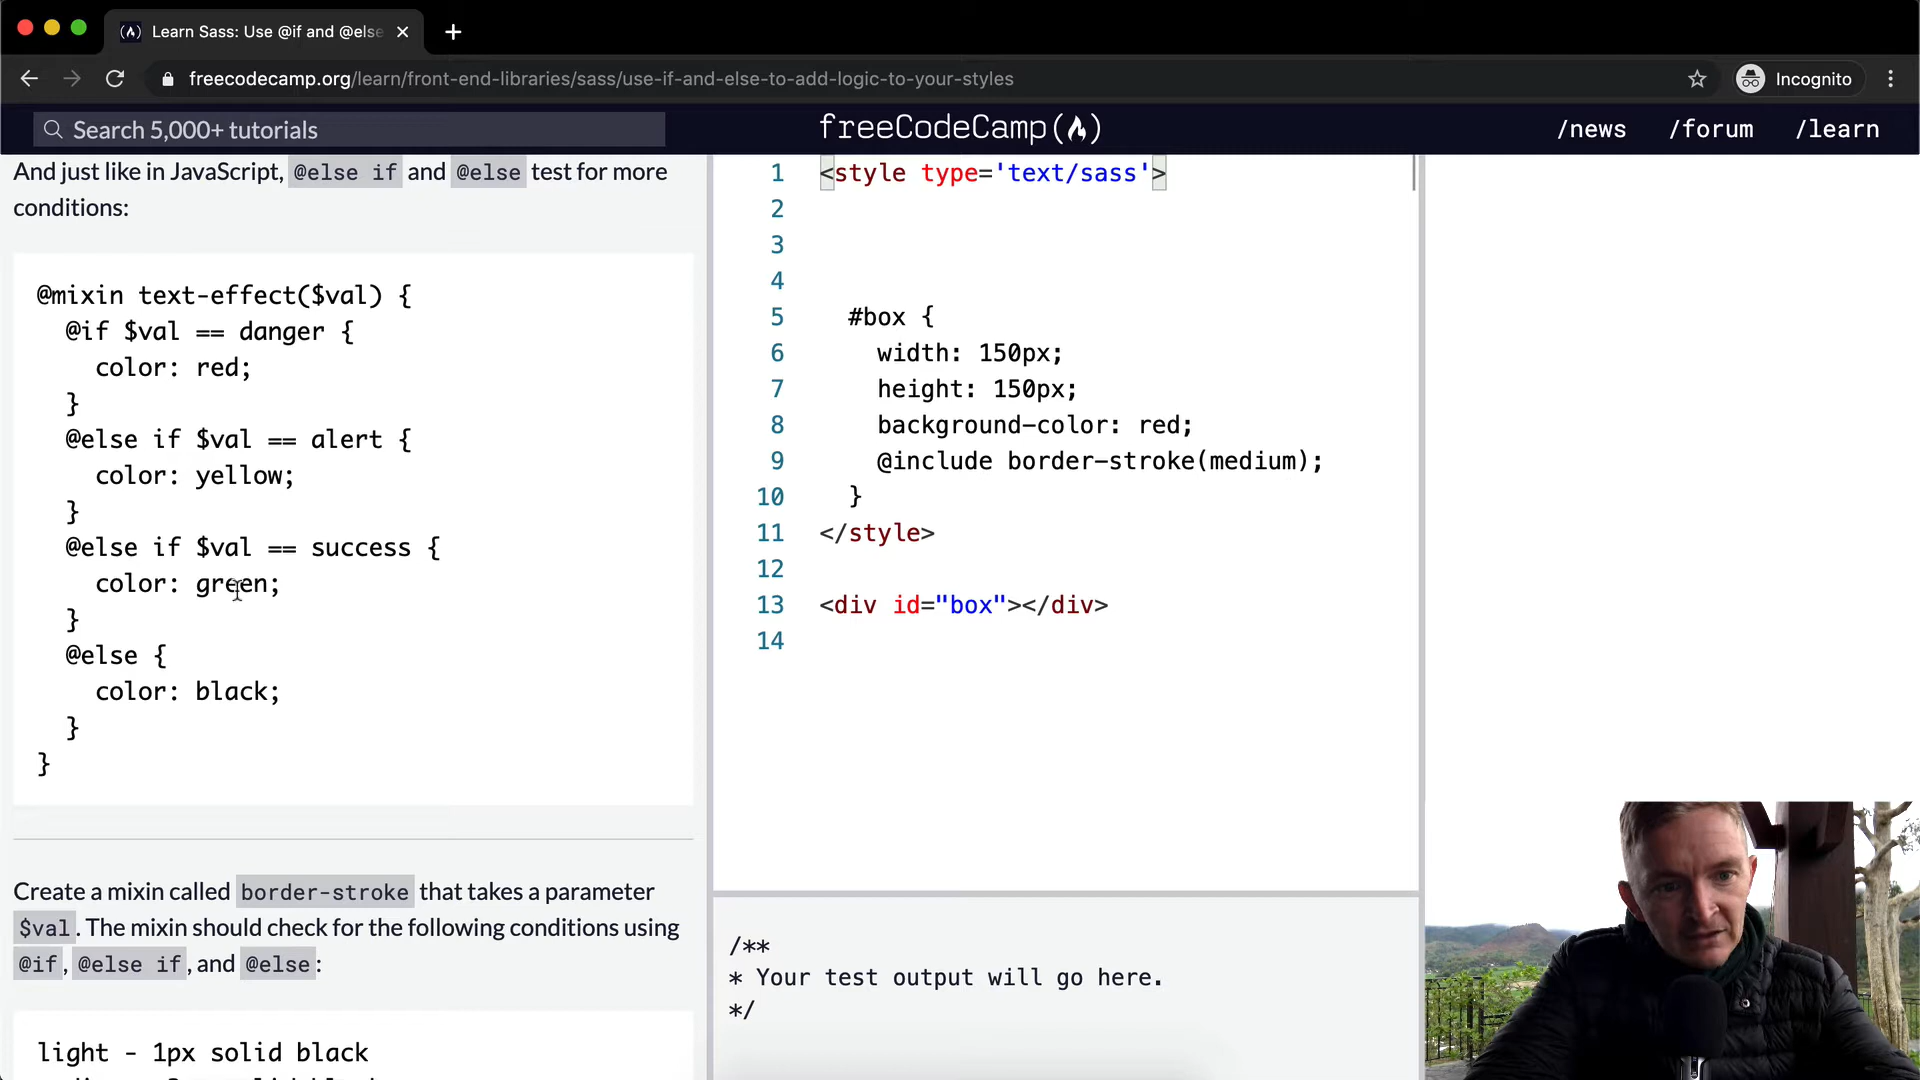 Learn Sass: Use @if and @else
freecodecamp.org/learn/front-end-libraries/sass/use-if-and-else-to-add-logic-to-your-styles
Incognito
Search 5,000+ tutorials
freeCodeCamp
/news
/forum
/learn
And just like in JavaScript, @else if and @else test for more
conditions:
@mixin text-effect($val) {
@if $val == danger {
color: red;
}
@else if $val == alert {
color: yellow;
}
@else if $val == success {
color: green;
}
@else {
color: black;
}
}
Create a mixin called border-stroke that takes a parameter
$val. The mixin should check for the following conditions using
@if, @else if, and @else:
light - 1px solid black
1 <style type='text/sass'>
2
3
4
5 #box {
6 width: 150px;
7 height: 150px;
8 background-color: red;
9 @include border-stroke(medium);
10 }
11 </style>
12
13 <div id="box"></div>
14
/**
* Your test output will go here.
*/